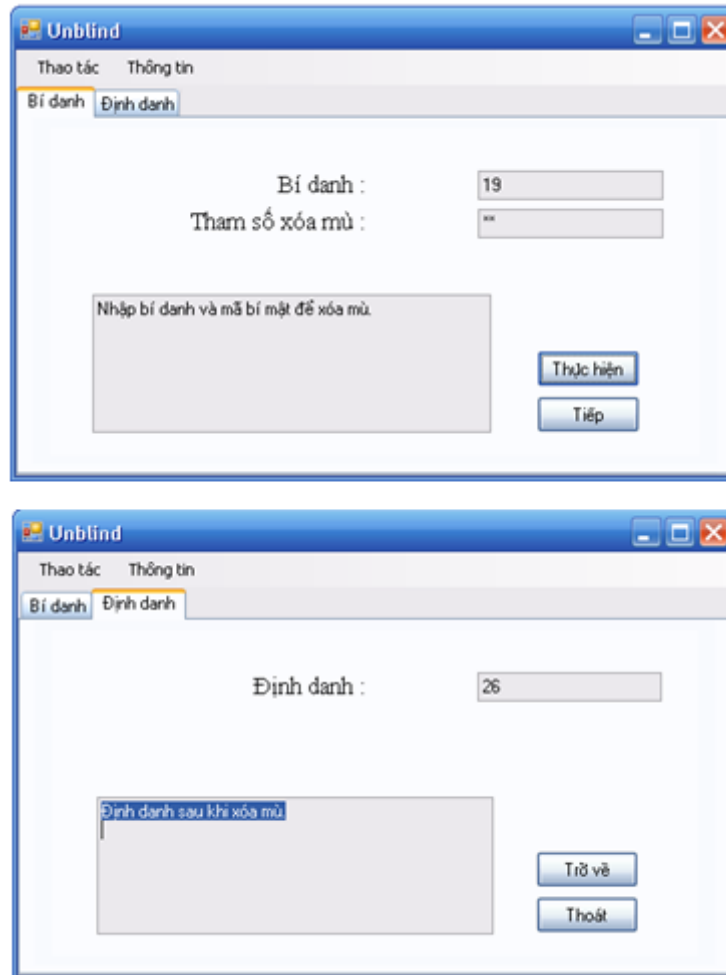 Unblind
Thao tác Thông tin
Bí danh Định danh
Bí danh : 19
Tham số xóa mù : **
Nhập bí danh và mã bí mật để xóa mù.
Thực hiện
Tiếp
Unblind
Thao tác Thông tin
Bí danh Định danh
Định danh : 26
Định danh sau khi xóa mù.
Trở về
Thoát